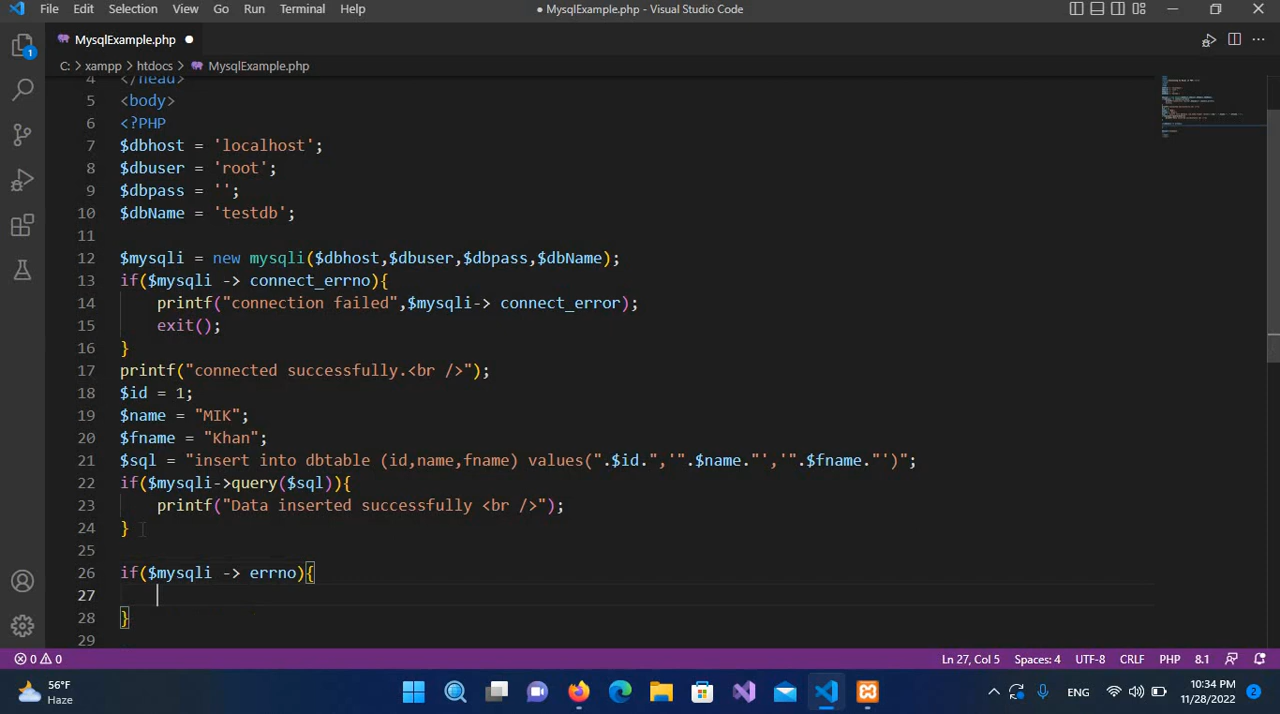 File Edit Selection View Go Run Terminal Help
● MysqlExample.php - Visual Studio Code
MysqlExample.php ●
C: > xampp > htdocs > MysqlExample.php
4 </head>
5 <body>
6 <?PHP
7 $dbhost = 'localhost';
8 $dbuser = 'root';
9 $dbpass = '';
10 $dbName = 'testdb';
11
12 $mysqli = new mysqli($dbhost,$dbuser,$dbpass,$dbName);
13 if($mysqli -> connect_errno){
14 printf("connection failed",$mysqli-> connect_error);
15 exit();
16 }
17 printf("connected successfully.<br />");
18 $id = 1;
19 $name = "MIK";
20 $fname = "Khan";
21 $sql = "insert into dbtable (id,name,fname) values(".$id.",'".$name."','".$fname."')";
22 if($mysqli->query($sql)){
23 printf("Data inserted successfully <br />");
24 }
25
26 if($mysqli -> errno){
27
28 }
29
1
0 0
Ln 27, Col 5 Spaces: 4 UTF-8 CRLF PHP 8.1
56°F
Haze
ENG
10:34 PM
11/28/2022
2